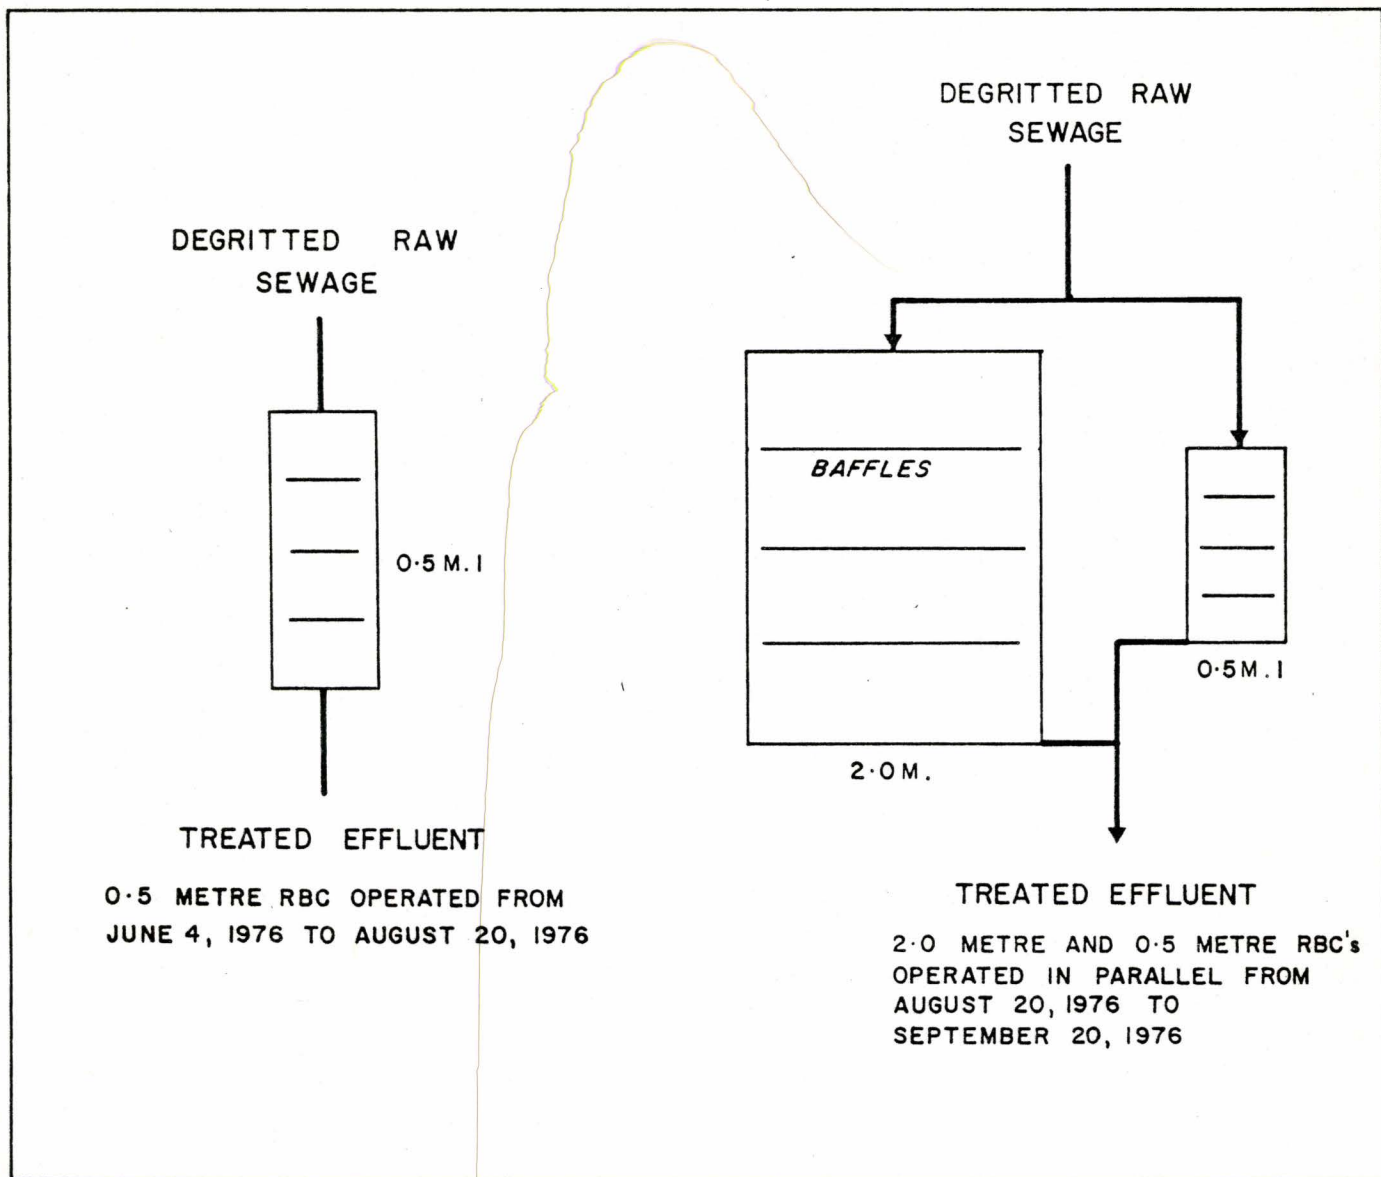 DEGRITTED RAW
SEWAGE
0·5 M. I
TREATED EFFLUENT
0·5 METRE RBC OPERATED FROM
JUNE 4, 1976 TO AUGUST 20, 1976
DEGRITTED RAW
SEWAGE
BAFFLES
0·5 M. I
2·0 M.
TREATED EFFLUENT
2·0 METRE AND 0·5 METRE RBC's
OPERATED IN PARALLEL FROM
AUGUST 20, 1976 TO
SEPTEMBER 20, 1976